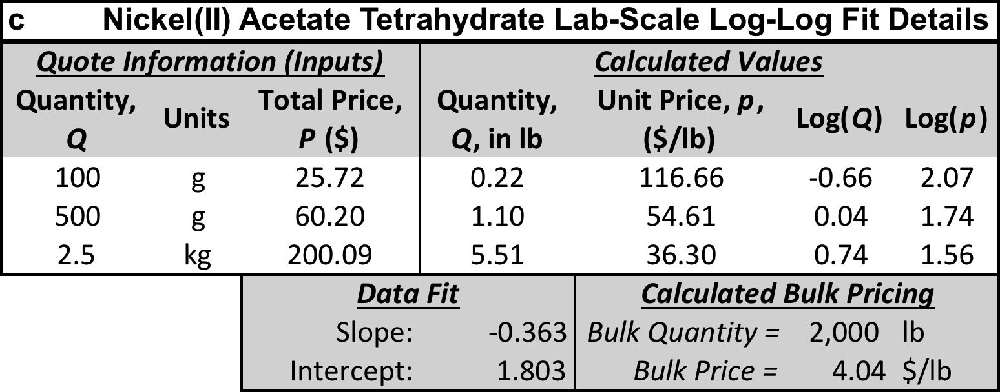 c Nickel(II) Acetate Tetrahydrate Lab-Scale Log-Log Fit Details
Quote Information (Inputs) Calculated Values
Quantity, Q Units Total Price, P ($) Quantity, Q, in lb Unit Price, p, ($/lb) Log(Q) Log(p)
100 g 25.72 0.22 116.66 -0.66 2.07
500 g 60.20 1.10 54.61 0.04 1.74
2.5 kg 200.09 5.51 36.30 0.74 1.56
Data Fit Calculated Bulk Pricing
Slope: -0.363 Bulk Quantity = 2,000 lb
Intercept: 1.803 Bulk Price = 4.04 $/lb